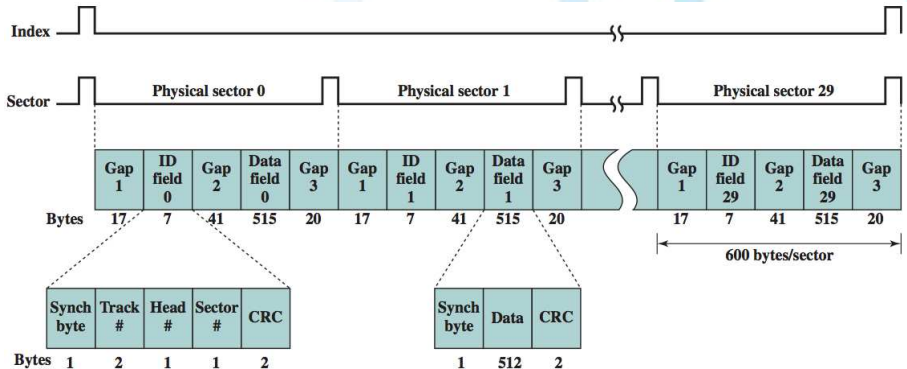 Index
Sector
Physical sector 0
Physical sector 1
Physical sector 29
Gap 1
ID field 0
Gap 2
Data field 0
Gap 3
Gap 1
ID field 1
Gap 2
Data field 1
Gap 3
Gap 1
ID field 29
Gap 2
Data field 29
Gap 3
Bytes 17 7 41 515 20 17 7 41 515 20 17 7 41 515 20
600 bytes/sector
Synch byte
Track #
Head #
Sector #
CRC
Synch byte
Data
CRC
Bytes 1 2 1 1 2 1 512 2